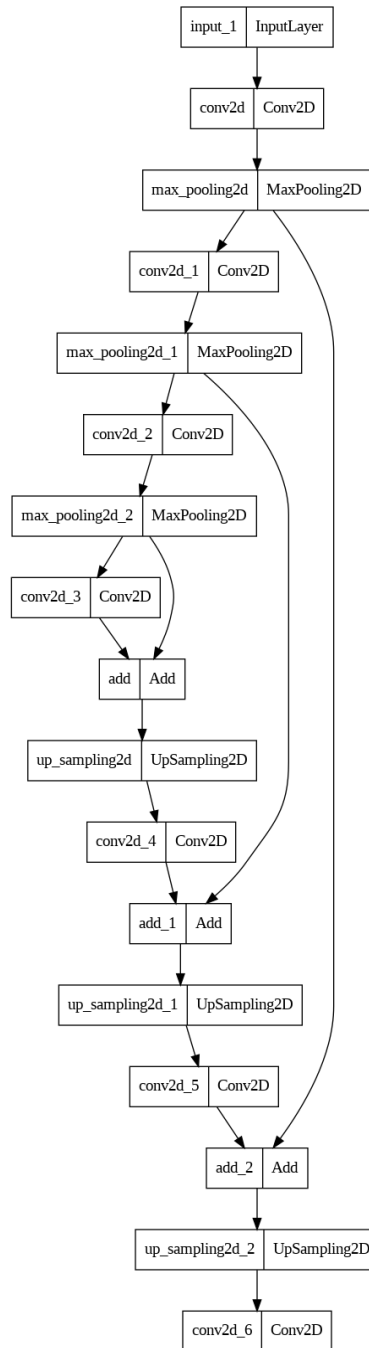 input_1 InputLayer
conv2d Conv2D
max_pooling2d MaxPooling2D
conv2d_1 Conv2D
max_pooling2d_1 MaxPooling2D
conv2d_2 Conv2D
max_pooling2d_2 MaxPooling2D
conv2d_3 Conv2D
add Add
up_sampling2d UpSampling2D
conv2d_4 Conv2D
add_1 Add
up_sampling2d_1 UpSampling2D
conv2d_5 Conv2D
add_2 Add
up_sampling2d_2 UpSampling2D
conv2d_6 Conv2D